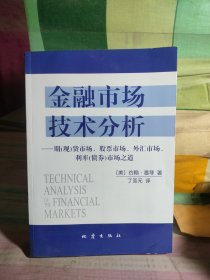 金融市场
技术分析
——期(现)货市场、股票市场、外汇市场、
利率(债券)市场之道
[美]约翰·墨菲 著
丁圣元 译
TECHNICAL
ANALYSIS
OF THE
FINANCIAL
MARKETS
地震出版社